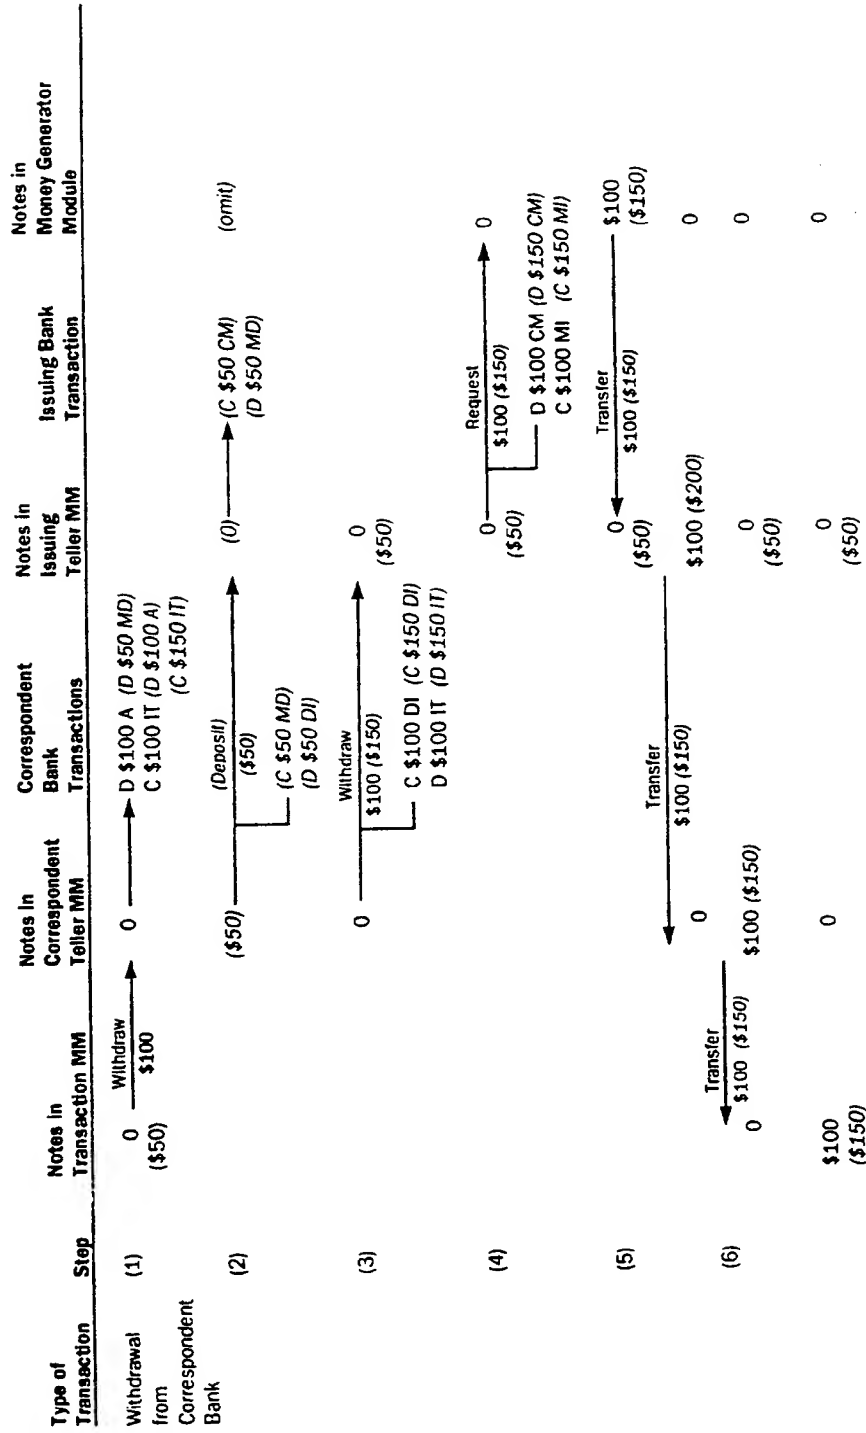 Type of
Transaction
Step
Notes in
Transaction MM
Notes in
Correspondent
Teller MM
Correspondent
Bank
Transactions
Notes in
Issuing
Teller MM
Issuing Bank
Transaction
Notes in
Money Generator
Module
Withdrawal
from
Correspondent
Bank
(1)
0
($50)
Withdraw
$100
0
D $100 A (D $50 MD)
C $100 IT (D $100 A)
(C $150 IT)
(2)
($50)
(Deposit)
($50)
(C $50 MD)
(D $50 DI)
(0)
(C $50 CM)
(D $50 MD)
(omit)
(3)
0
Withdraw
$100 ($150)
C $100 DI (C $150 DI)
D $100 IT (D $150 IT)
0
($50)
(4)
0
($50)
Request
$100 ($150)
D $100 CM (D $150 CM)
C $100 MI (C $150 MI)
0
(5)
0
($50)
Transfer
$100 ($150)
$100
($150)
Transfer
$100 ($150)
0
$100 ($200)
0
(6)
0
Transfer
$100 ($150)
$100 ($150)
0
($50)
0
$100
($150)
0
0
($50)
0